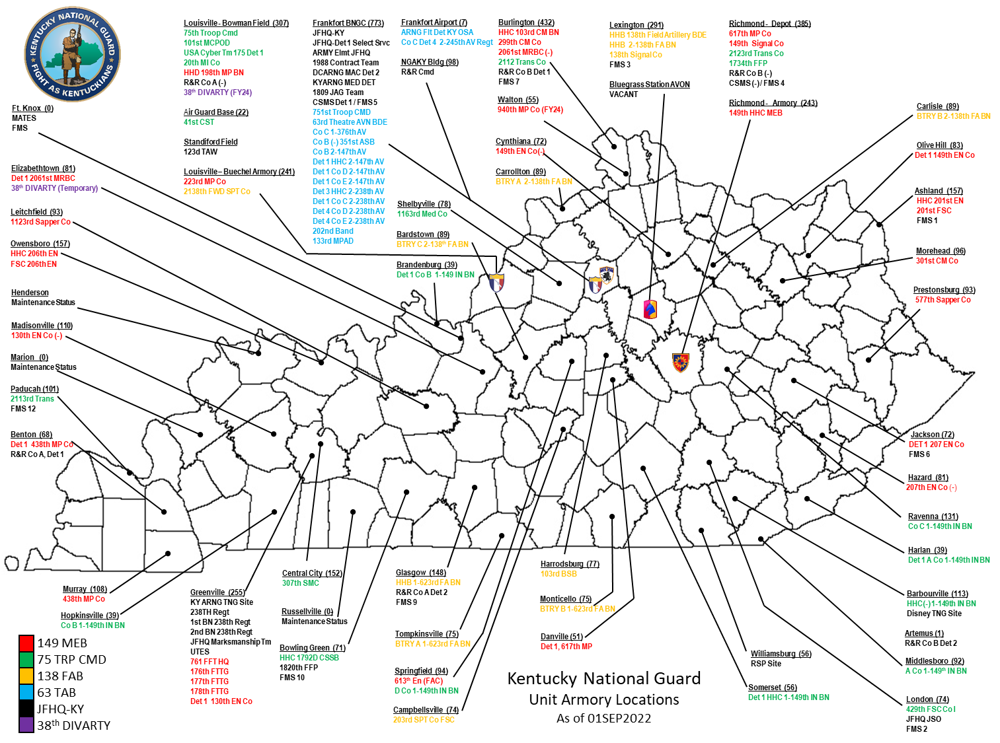 KENTUCKY NATIONAL GUARD
FIGHT AS KENTUCKIANS
Ft. Knox (0)
MATES
FMS
Elizabethtown (81)
Det 1 2061st MRBC
38th DIVARTY (Temporary)
Leitchfield (93)
1123rd Sapper Co
Owensboro (157)
HHC 206th EN
FSC 206th EN
Henderson
Maintenance Status
Madisonville (110)
130th EN Co (-)
Marion (0)
Maintenance Status
Paducah (101)
2113rd Trans
FMS 12
Benton (68)
Det 1 438th MP Co
R&R Co A, Det 1
Louisville- Bowman Field (307)
75th Troop Cmd
101st MCPOD
USA Cyber Tm 175 Det 1
20th MI Co
HHD 198th MP BN
R&R Co A (-)
38th DIVARTY (FY24)
Air Guard Base (22)
41st CST
Standiford Field
123d TAW
Louisville– Buechel Armory (241)
223rd MP Co
2138th FWD SPT Co
Frankfort BNGC (773)
JFHQ-KY
JFHQ-Det 1 Select Srvc
ARMY Elmt JFHQ
1988 Contract Team
DCARNG MAC Det 2
KYARNG MED DET
1809 JAG Team
CSMS Det 1 / FMS 5
751st Troop CMD
63rd Theatre AVN BDE
Co C 1-376th AV
Co B (-) 351st ASB
Co B 2-147th AV
Det 1 HHC 2-147th AV
Det 1 Co D 2-147th AV
Det 1 Co E 2-147th AV
Det 3 HHC 2-238th AV
Det 1 Co C 2-238th AV
Det 4 Co D 2-238th AV
Det 4 Co E 2-238th AV
202nd Band
133rd MPAD
Frankfort Airport (7)
ARNG Flt Det KY OSA
Co C Det 4 2-245th AV Regt
NGAKY Bldg (98)
R&R Cmd
Shelbyville (78)
1163rd Med Co
Bardstown (89)
BTRY C 2-138th FA BN
Brandenburg (39)
Det 1 Co B 1-149 IN BN
Burlington (432)
HHC 103rd CM BN
299th CM Co
2061st MRBC (-)
2112 Trans Co
R&R Co B Det 1
FMS 7
Walton (55)
940th MP Co (FY24)
Cynthiana (72)
149th EN Co(-)
Carrollton (89)
BTRY A 2-138th FA BN
Lexington (291)
HHB 138th Field Artillery BDE
HHB 2-138th FA BN
138th Signal Co
FMS 3
Bluegrass Station AVON
VACANT
Richmond - Depot (385)
617th MP Co
149th Signal Co
2123rd Trans Co
1734th FFP
R&R Co B (-)
CSMS (-) / FMS 4
Richmond - Armory (243)
149th HHC MEB
Carlisle (89)
BTRY B 2-138th FA BN
Olive Hill (83)
Det 1 149th EN Co
Ashland (157)
HHC 201st EN
201st FSC
FMS 1
Morehead (96)
301st CM Co
Prestonsburg (93)
577th Sapper Co
Jackson (72)
DET 1 207 EN Co
FMS 6
Hazard (81)
207th EN Co (-)
Ravenna (131)
Co C 1-149th IN BN
Harlan (39)
Det 1 A Co 1-149th IN BN
Barbourville (113)
HHC(-) 1-149th IN BN
Disney TNG Site
Artemus (1)
R&R Co B Det 2
Middlesboro (92)
A Co 1-149th IN BN
London (74)
429th FSC Co I
JFHQ JSO
FMS 2
Murray (108)
438th MP Co
Hopkinsville (39)
Co B 1-149th IN BN
Greenville (255)
KY ARNG TNG Site
238TH Regt
1st BN 238th Regt
2nd BN 238th Regt
JFHQ Marksmanship Tm
UTES
761 FFT HQ
176th FTTG
177th FTTG
178th FTTG
Det 1 130th EN Co
Central City (152)
307th SMC
Russellville (0)
Maintenance Status
Bowling Green (71)
HHC 1792D CSSB
1820th FFP
FMS 10
Glasgow (148)
HHB 1-623rd FA BN
R&R Co A Det 2
FMS 9
Tompkinsville (75)
BTRY A 1-623rd FA BN
Springfield (94)
613th En (FAC)
D Co 1-149th IN BN
Campbellsville (74)
203rd SPT Co FSC
Harrodsburg (77)
103rd BSB
Monticello (75)
BTRY B 1-623rd FA BN
Danville (51)
Det 1, 617th MP
Williamsburg (56)
RSP Site
Somerset (56)
Det 1 HHC 1-149th IN BN
149 MEB
75 TRP CMD
138 FAB
63 TAB
JFHQ-KY
38th DIVARTY
Kentucky National Guard
Unit Armory Locations
As of 01SEP2022